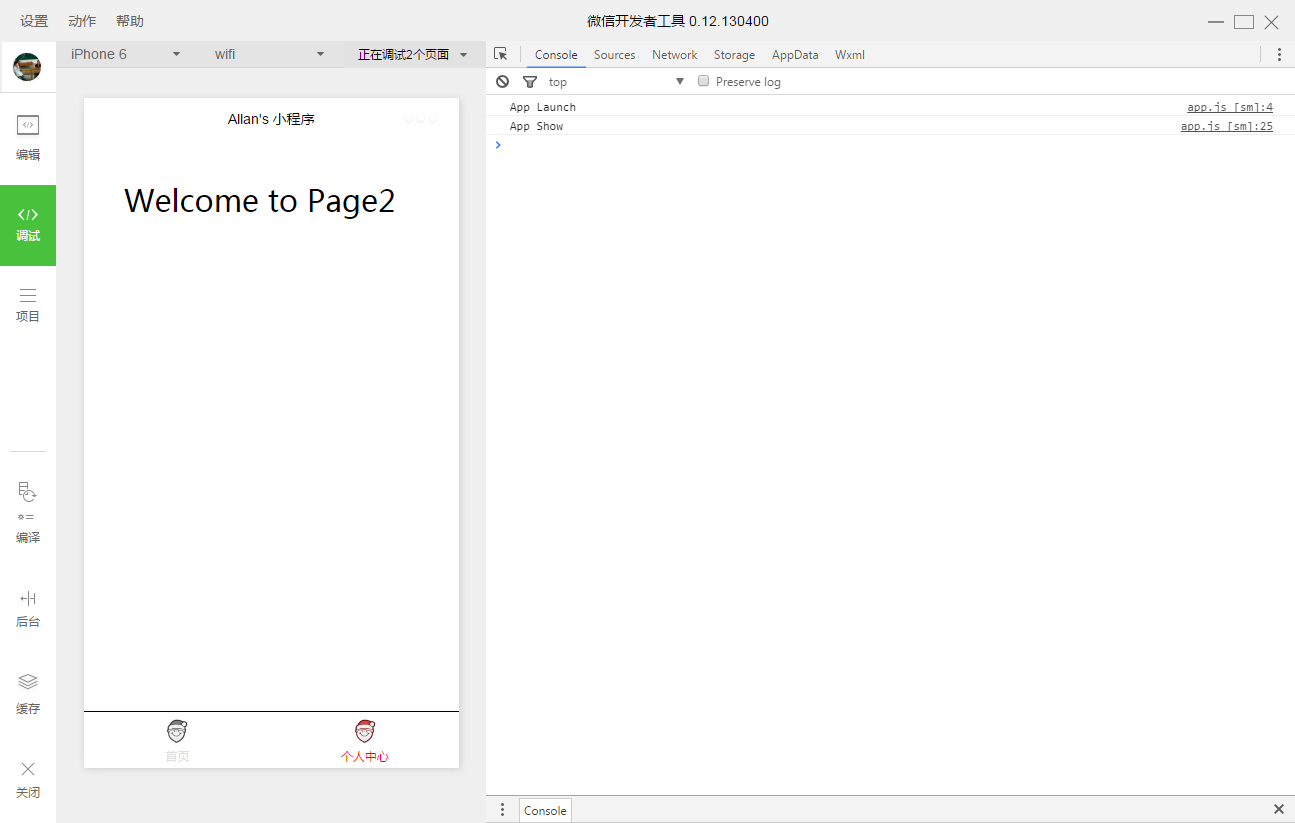 设置 动作 帮助 微信开发者工具 0.12.130400
iPhone 6 wifi 正在调试2个页面
Console Sources Network Storage AppData Wxml
top Preserve log
App Launch app.js [sm]:4
App Show app.js [sm]:25
Allan's 小程序
Welcome to Page2
首页 个人中心
编辑
调试
项目
编译
后台
缓存
关闭
Console